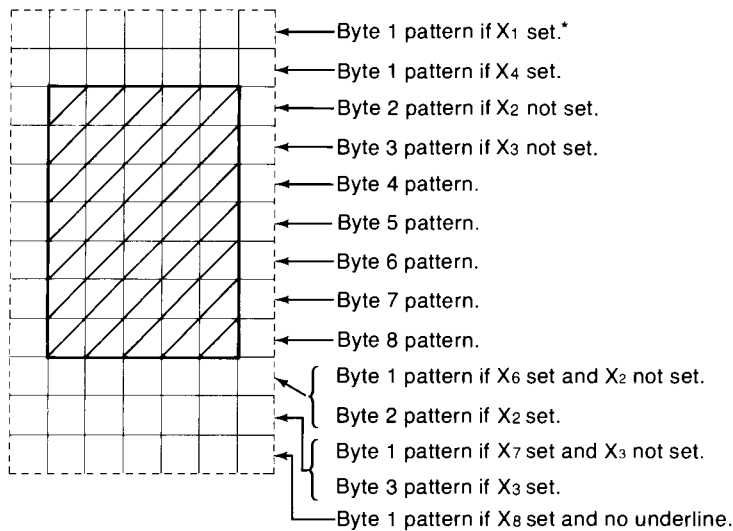 Byte 1 pattern if X₁ set.*
Byte 1 pattern if X₄ set.
Byte 2 pattern if X₂ not set.
Byte 3 pattern if X₃ not set.
Byte 4 pattern.
Byte 5 pattern.
Byte 6 pattern.
Byte 7 pattern.
Byte 8 pattern.
Byte 1 pattern if X₆ set and X₂ not set.
Byte 2 pattern if X₂ set.
Byte 1 pattern if X₇ set and X₃ not set.
Byte 3 pattern if X₃ set.
Byte 1 pattern if X₈ set and no underline.